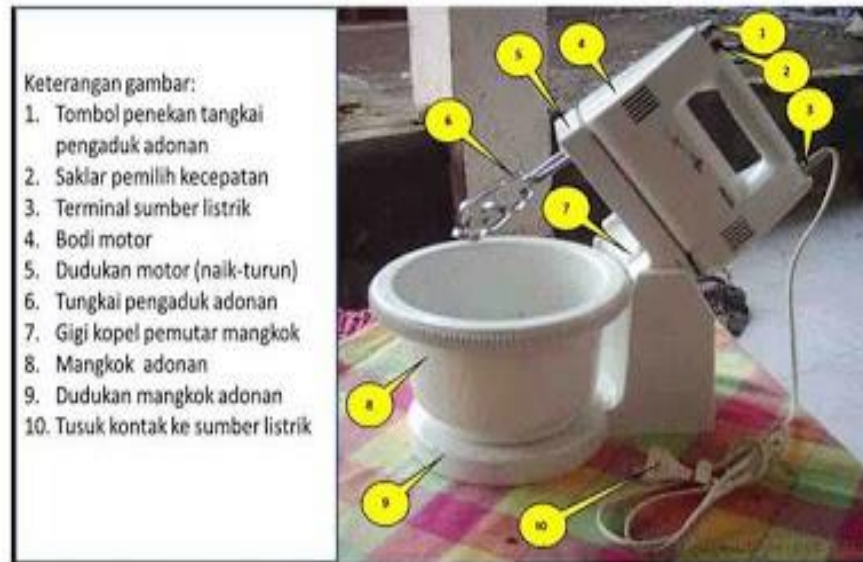 Keterangan gambar:
1. Tombol penekan tangkai
pengaduk adonan
2. Saklar pemilih kecepatan
3. Terminal sumber listrik
4. Bodi motor
5. Dudukan motor (naik-turun)
6. Tungkai pengaduk adonan
7. Gigi kopel pemutar mangkok
8. Mangkok adonan
9. Dudukan mangkok adonan
10. Tusuk kontak ke sumber listrik
1
2
3
4
5
6
7
8
9
10